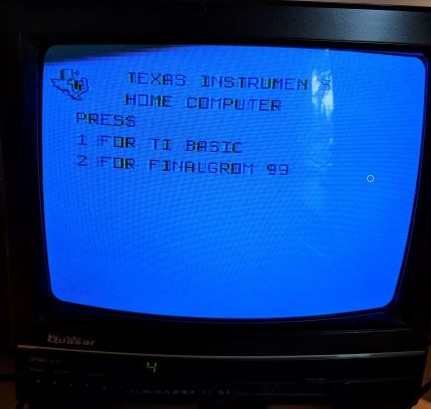 TEXAS INSTRUMEN S
HOME COMPUTER
PRESS
1 FOR TI BASIC
2 FOR FINALGROM 99
Quasar
4